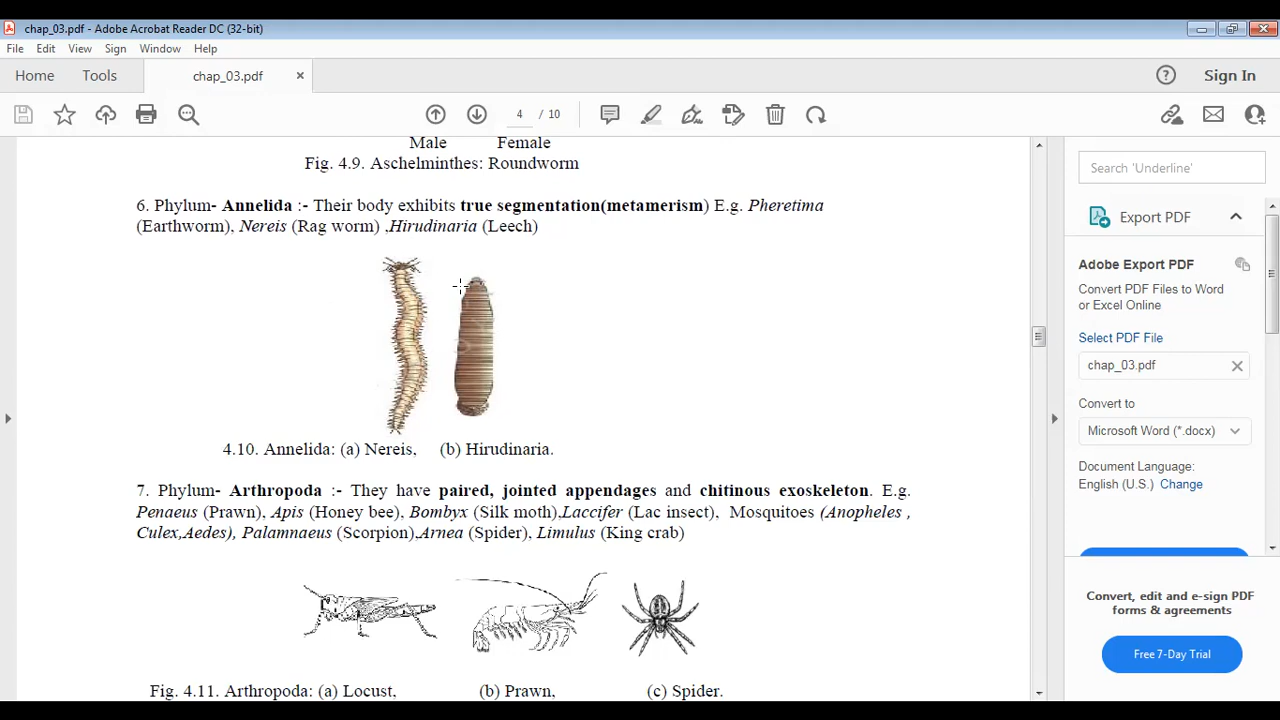 chap_03.pdf - Adobe Acrobat Reader DC (32-bit)
File Edit View Sign Window Help
Home Tools chap_03.pdf × Sign In
4 / 10
Male Female
Fig. 4.9. Aschelminthes: Roundworm
6. Phylum- Annelida :- Their body exhibits true segmentation(metamerism) E.g. Pheretima
(Earthworm), Nereis (Rag worm) ,Hirudinaria (Leech)
4.10. Annelida: (a) Nereis, (b) Hirudinaria.
7. Phylum- Arthropoda :- They have paired, jointed appendages and chitinous exoskeleton. E.g.
Penaeus (Prawn), Apis (Honey bee), Bombyx (Silk moth),Laccifer (Lac insect), Mosquitoes (Anopheles ,
Culex,Aedes), Palamnaeus (Scorpion),Arnea (Spider), Limulus (King crab)
Fig. 4.11. Arthropoda: (a) Locust, (b) Prawn, (c) Spider.
Search 'Underline'
Export PDF
Adobe Export PDF
Convert PDF Files to Word
or Excel Online
Select PDF File
chap_03.pdf
Convert to
Microsoft Word (*.docx)
Document Language:
English (U.S.) Change
Convert, edit and e-sign PDF
forms & agreements
Free 7-Day Trial